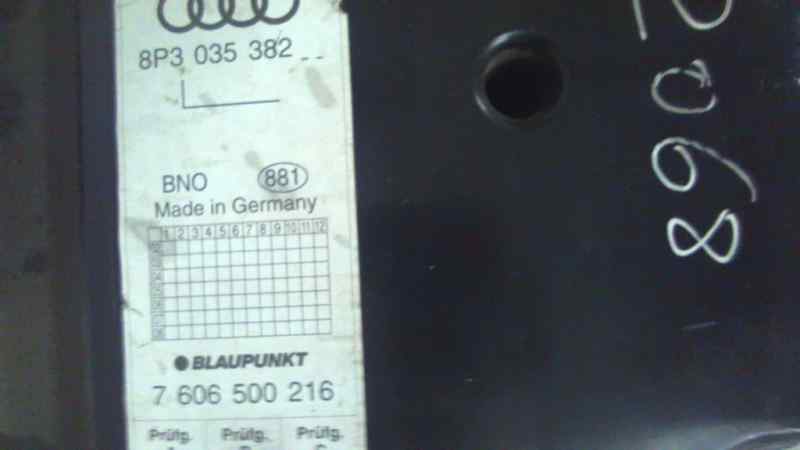 8P3 035 382 _ _
BNO 881
Made in Germany
1 2 3 4 5 6 7 8 9 10 11 12
BLAUPUNKT
7 606 500 216
Prüfg. Prüfg. Prüfg.
8902